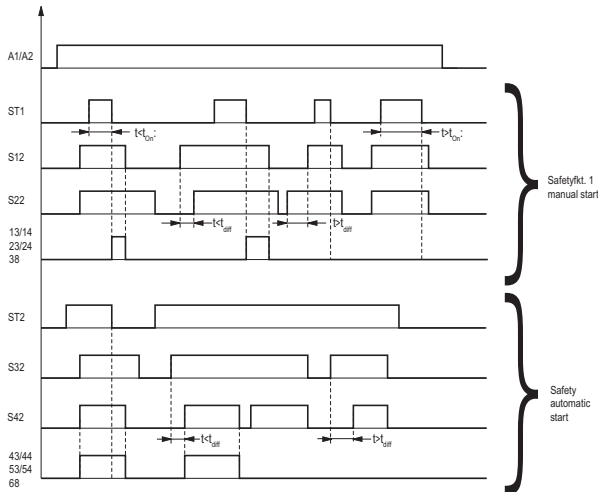 A1/A2
ST1
t<tOn:
t>tOn:
S12
Safetyfkt. 1
manual start
S22
t<tdiff
t>tdiff
13/14
23/24
38
ST2
S32
Safety
automatic
start
S42
t<tdiff
t>tdiff
43/44
53/54
68